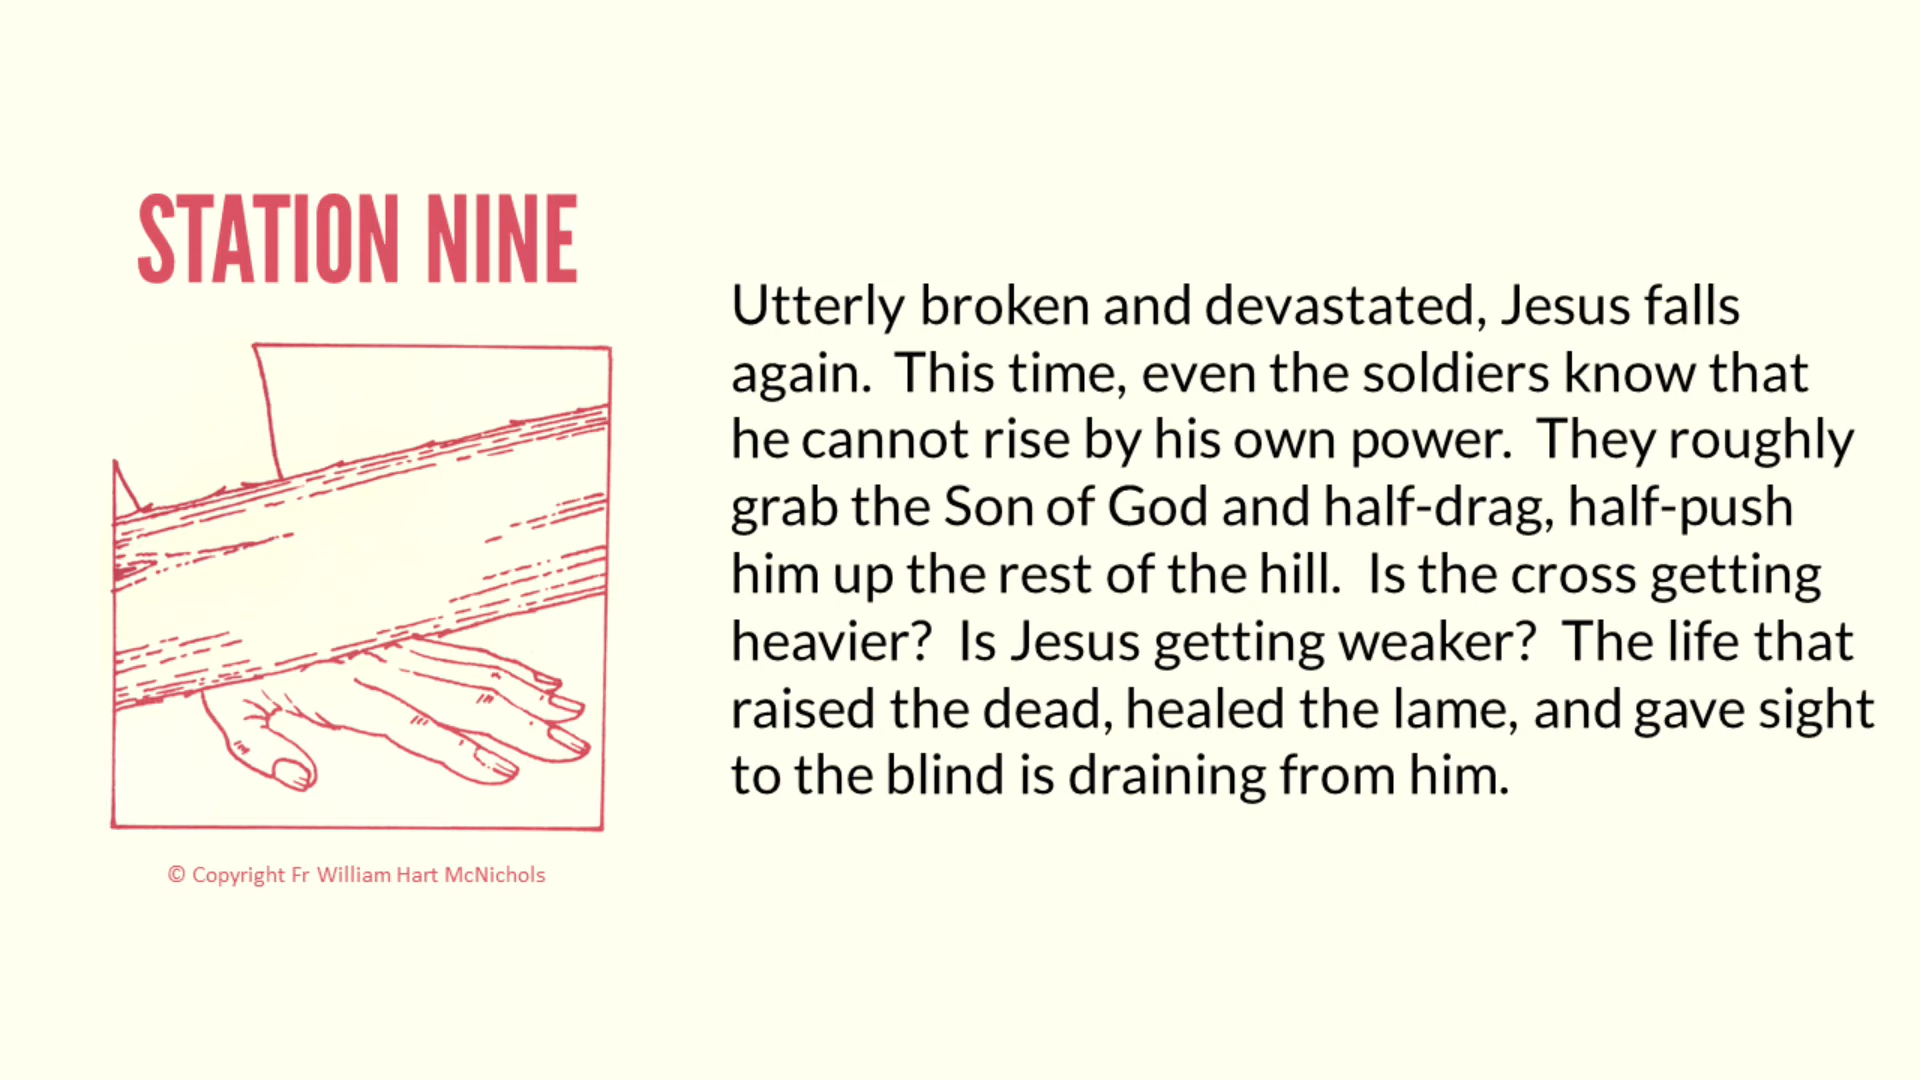 STATION NINE
Utterly broken and devastated, Jesus falls
again.  This time, even the soldiers know that
he cannot rise by his own power.  They roughly
grab the Son of God and half-drag, half-push
him up the rest of the hill.  Is the cross getting
heavier?  Is Jesus getting weaker?  The life that
raised the dead, healed the lame, and gave sight
to the blind is draining from him.
© Copyright Fr William Hart McNichols